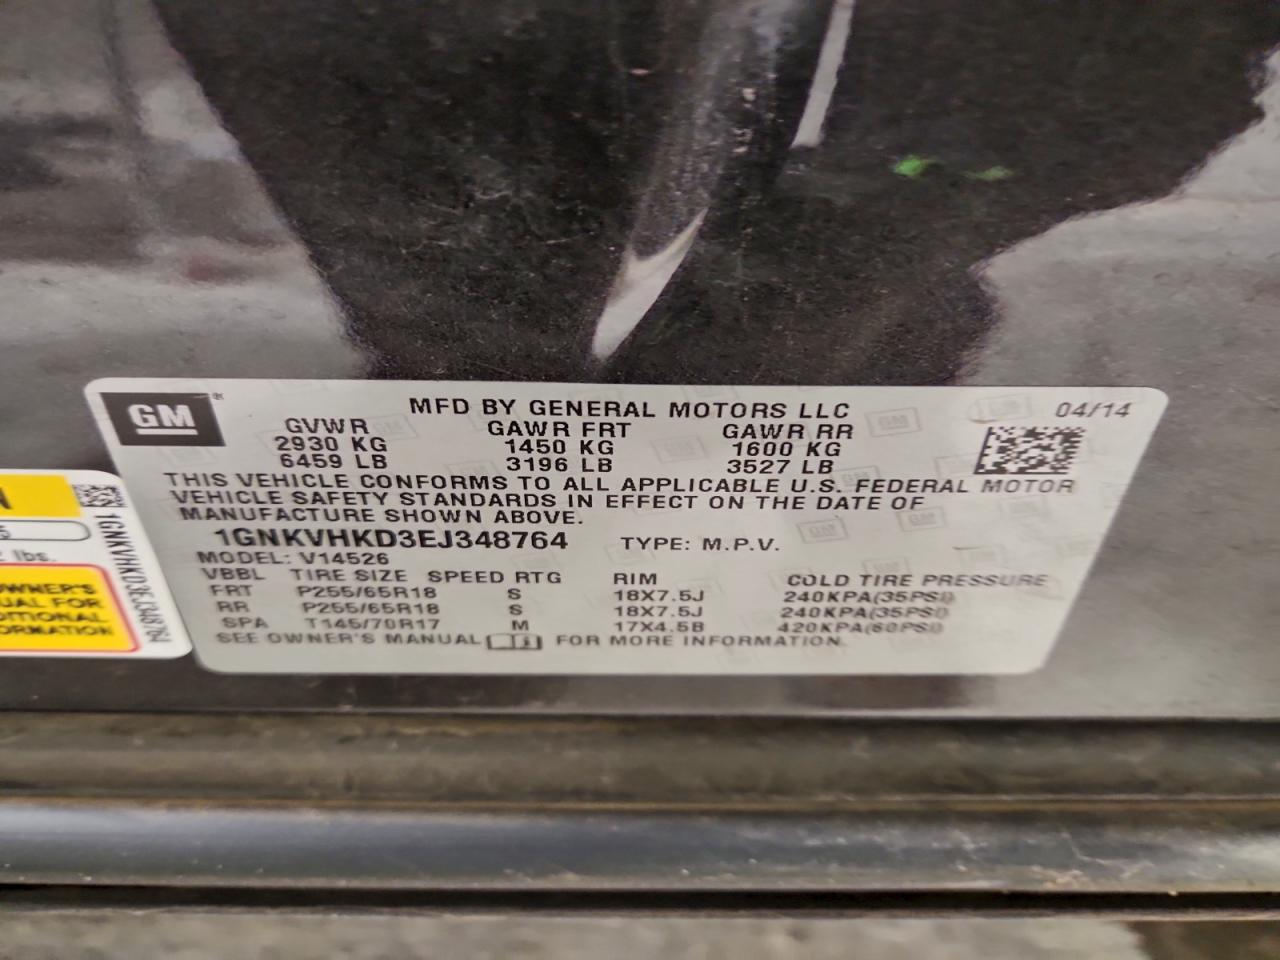 GM
MFD BY GENERAL MOTORS LLC 04/14
GVWR GAWR FRT GAWR RR
2930 KG 1450 KG 1600 KG
6459 LB 3196 LB 3527 LB
THIS VEHICLE CONFORMS TO ALL APPLICABLE U.S. FEDERAL MOTOR
VEHICLE SAFETY STANDARDS IN EFFECT ON THE DATE OF
MANUFACTURE SHOWN ABOVE.
1GNKVHKD3EJ348764 TYPE: M.P.V.
MODEL: V14526
VBBL TIRE SIZE SPEED RTG RIM COLD TIRE PRESSURE
FRT P255/65R18 S 18X7.5J 240KPA(35PSI)
RR P255/65R18 S 18X7.5J 240KPA(35PSI)
SPA T145/70R17 M 17X4.5B 420KPA(60PSI)
SEE OWNER'S MANUAL FOR MORE INFORMATION.
lbs.
1GNKVHKD3EJ348764
FOR